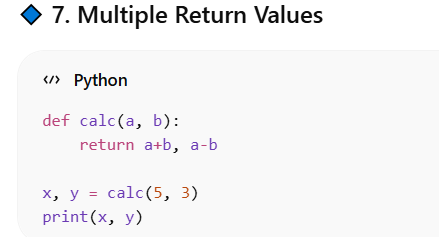 7. Multiple Return Values
</> Python
def calc(a, b):
    return a+b, a-b
x, y = calc(5, 3)
print(x, y)